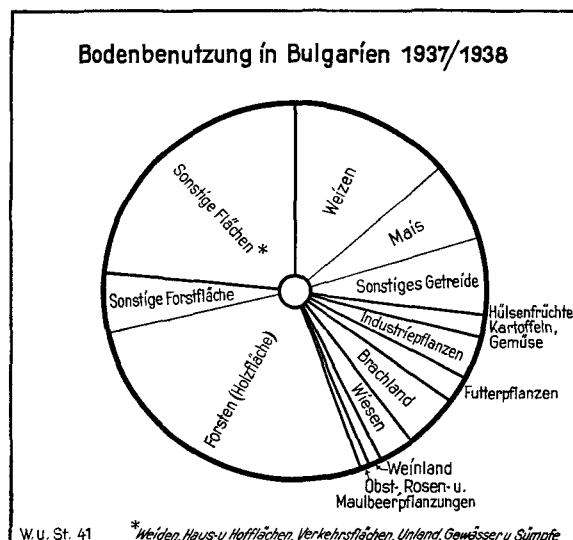 Bodenbenutzung in Bulgarien 1937/1938
Weizen
Mais
Sonstiges Getreide
Hülsenfrüchte
Kartoffeln,
Gemüse
Industriepflanzen
Futterpflanzen
Brachland
Wiesen
Weinland
Obst-, Rosen- u.
Maulbeerpflanzungen
Forsten (Holzfläche)
Sonstige Forstfläche
Sonstige Flächen *
W. u. St. 41
* Weiden, Haus- u Hofflächen, Verkehrsflächen, Unland, Gewässer u Sümpfe